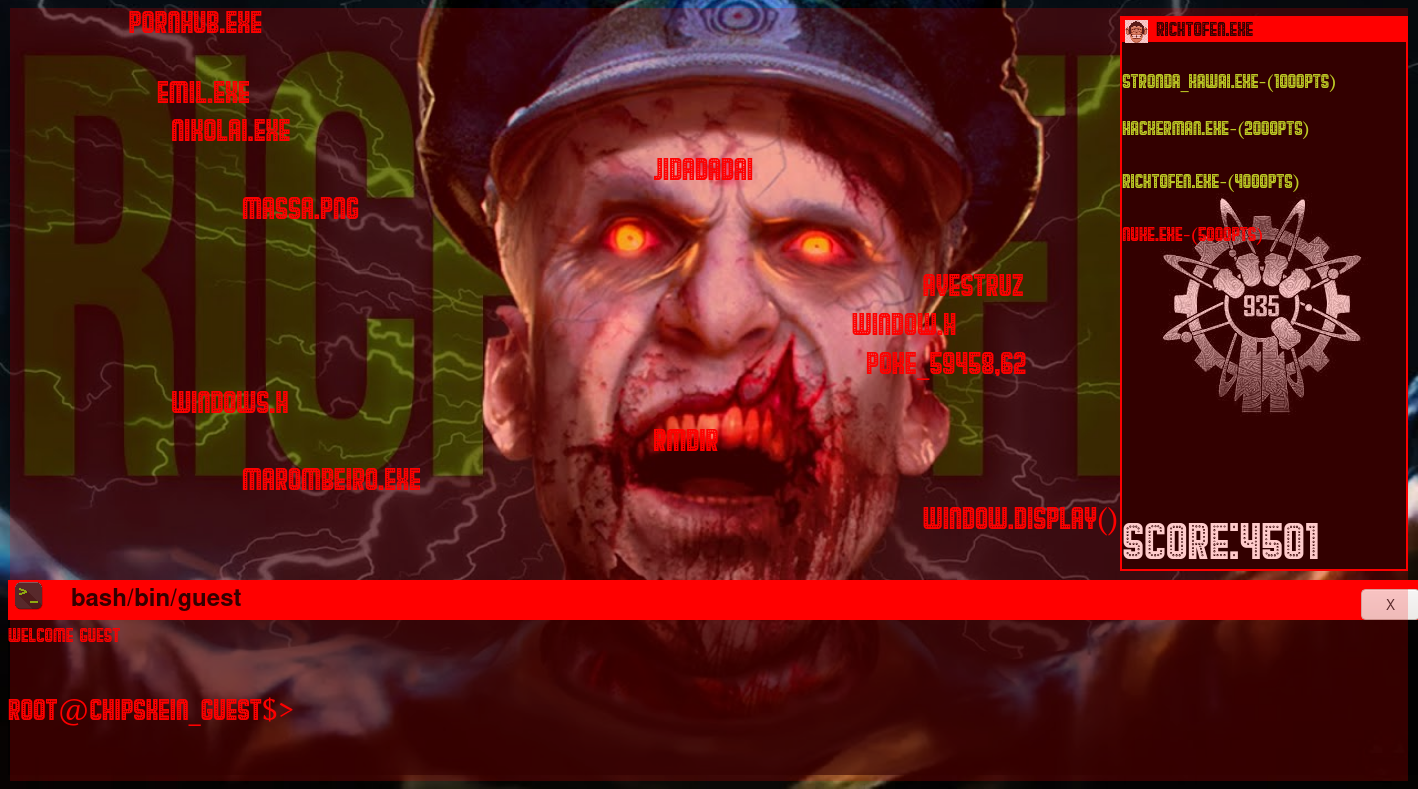 PORNHUB.EXE
EMIL.EXE
NIKOLAI.EXE
JIDADADAI
MASSA.PNG
AVESTRUZ
WINDOW.H
POKE_59458,62
WINDOWS.H
RMDIR
MAROMBEIRO.EXE
WINDOW.DISPLAY()
RICHTOFEN.EXE
STRONDA_KAWAI.EXE-(1000PTS)
HACKERMAN.EXE-(2000PTS)
RICHTOFEN.EXE-(4000PTS)
NUKE.EXE-(5000PTS)
935
SCORE:4501
bash/bin/guest
X
WELCOME GUEST
ROOT@CHIPSHEIN_GUEST$>